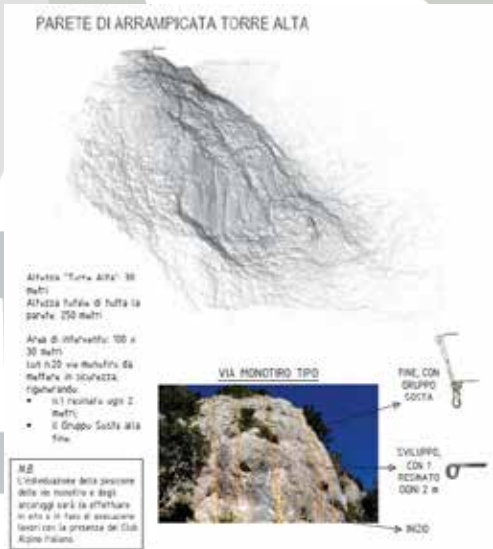 PARETE DI ARRAMPICATA TORRE ALTA
Altezza "Torre Alta": 30
metri
Altezza totale di tutta la
parete: 250 metri
Area di intervento: 100 x
30 metri
n.20 vie monotiro da
mettere in sicurezza,
rigenerando:
• n.1 resinato ogni 2
metri;
• il Gruppo Sosta alla
fine.
N.B.
L'individuazione della posizione
delle vie monotiro e degli
ancoraggi sarà da effettuare
in sito e in fase di esecuzione
lavori con la presenza del Club
Alpino Italiano.
VIA MONOTIRO TIPO
FINE, CON
GRUPPO
SOSTA
SVILUPPO,
CON 1
RESINATO
OGNI 2 m
INIZIO